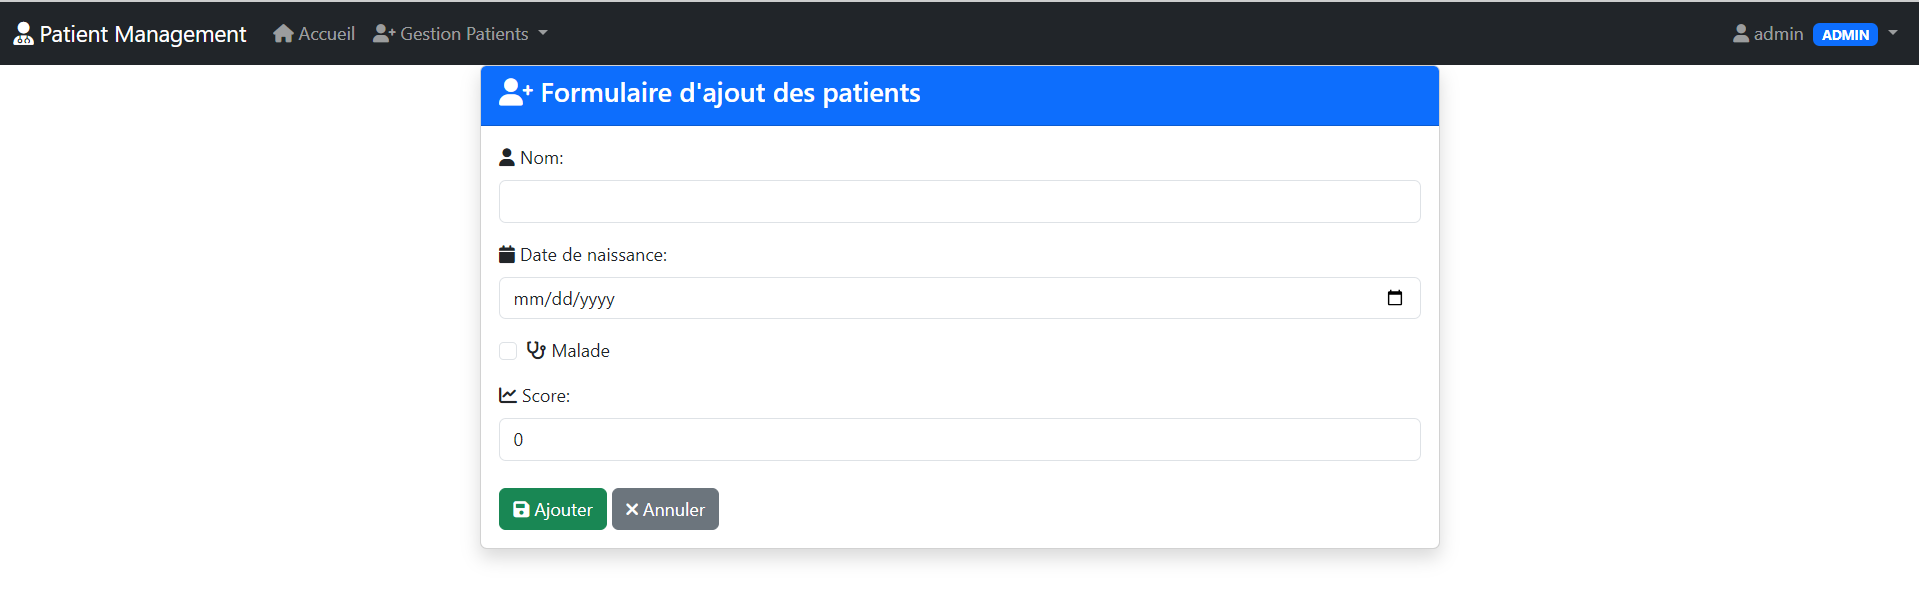 Patient Management Accueil Gestion Patients admin ADMIN
Formulaire d'ajout des patients
Nom:
Date de naissance:
mm/dd/yyyy
Malade
Score:
0
Ajouter Annuler